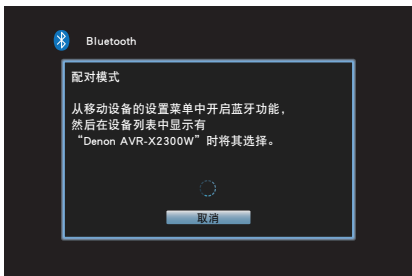 Bluetooth
配对模式
从移动设备的设置菜单中开启蓝牙功能，
然后在设备列表中显示有
“Denon AVR-X2300W”时将其选择。
取消